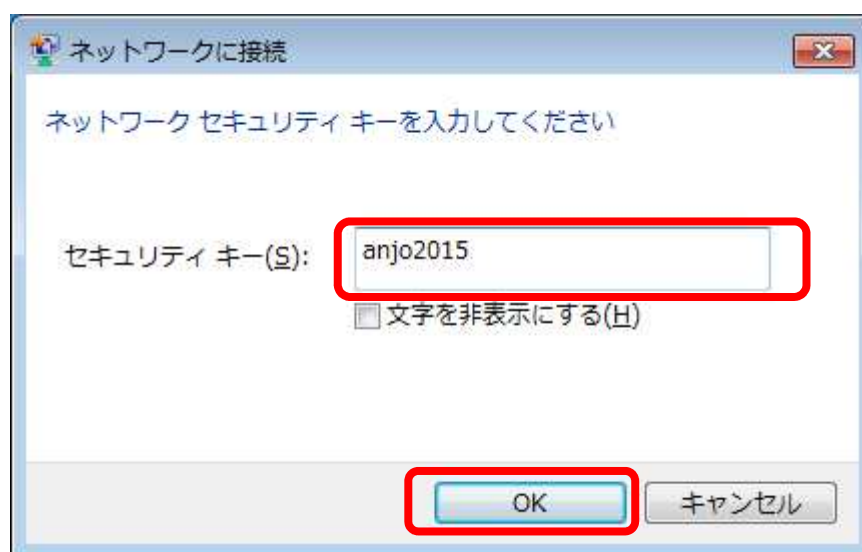 ネットワークに接続
ネットワーク セキュリティ キーを入力してください
セキュリティ キー(S): anjo2015
文字を非表示にする(H)
OK キャンセル